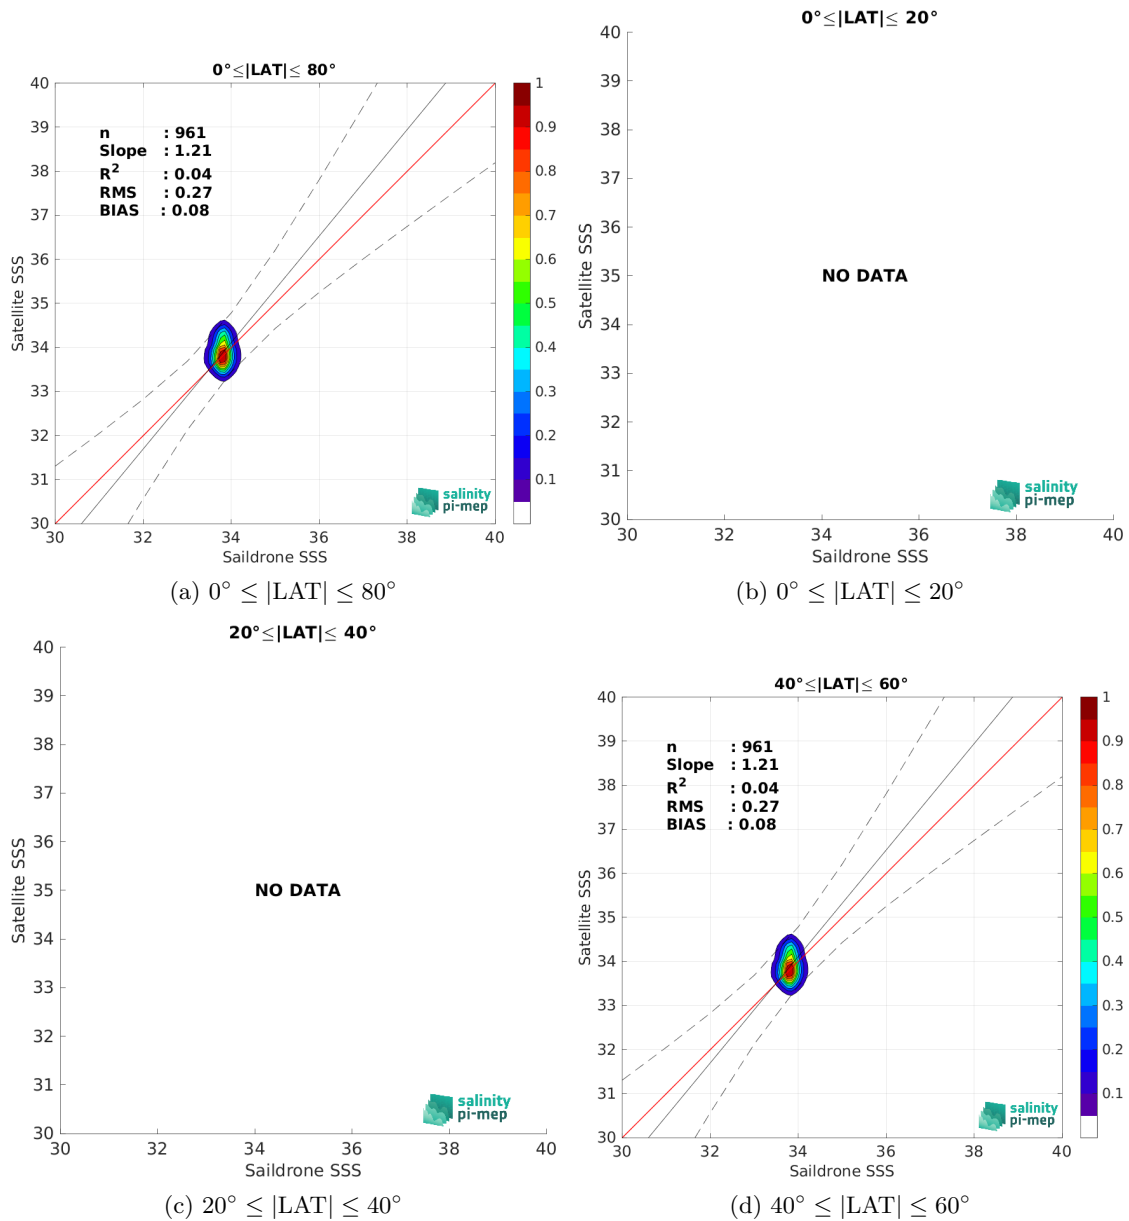 0°≤|LAT|≤ 80°
40
39
38
37
36
35
34
33
32
31
30
30 32 34 36 38 40
Satellite SSS
Saildrone SSS
n : 961
Slope : 1.21
R² : 0.04
RMS : 0.27
BIAS : 0.08
1
0.9
0.8
0.7
0.6
0.5
0.4
0.3
0.2
0.1
salinity
pi-mep
(a) 0° ≤ |LAT| ≤ 80°
0°≤|LAT|≤ 20°
40
39
38
37
36
35
34
33
32
31
30
30 32 34 36 38 40
Satellite SSS
Saildrone SSS
NO DATA
salinity
pi-mep
(b) 0° ≤ |LAT| ≤ 20°
20°≤|LAT|≤ 40°
40
39
38
37
36
35
34
33
32
31
30
30 32 34 36 38 40
Satellite SSS
Saildrone SSS
NO DATA
salinity
pi-mep
(c) 20° ≤ |LAT| ≤ 40°
40°≤|LAT|≤ 60°
40
39
38
37
36
35
34
33
32
31
30
30 32 34 36 38 40
Satellite SSS
Saildrone SSS
n : 961
Slope : 1.21
R² : 0.04
RMS : 0.27
BIAS : 0.08
1
0.9
0.8
0.7
0.6
0.5
0.4
0.3
0.2
0.1
salinity
pi-mep
(d) 40° ≤ |LAT| ≤ 60°